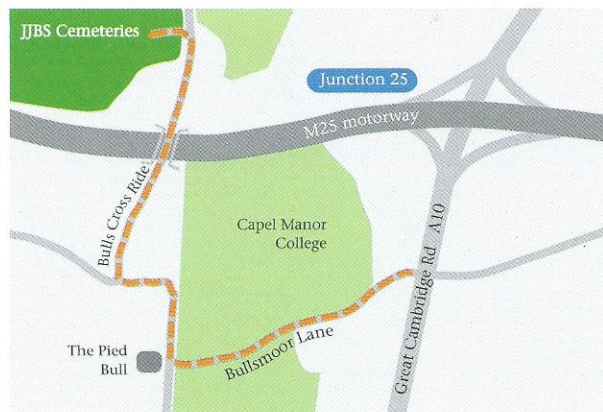 JJBS Cemeteries
Junction 25
M25 motorway
Bulls Cross Ride
Capel Manor
College
Great Cambridge Rd A10
Bullsmoor Lane
The Pied
Bull